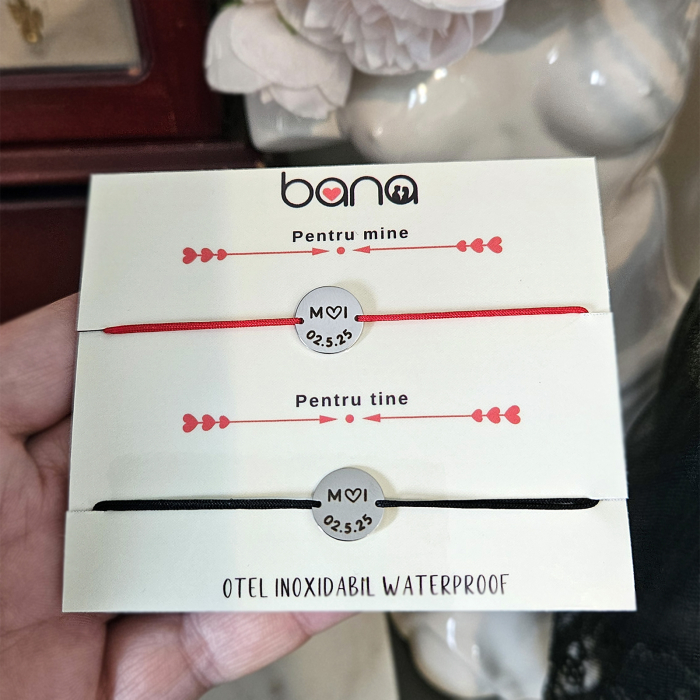 bana
Pentru mine
M♡I
02.5.25
Pentru tine
M♡I
02.5.25
OTEL INOXIDABIL WATERPROOF